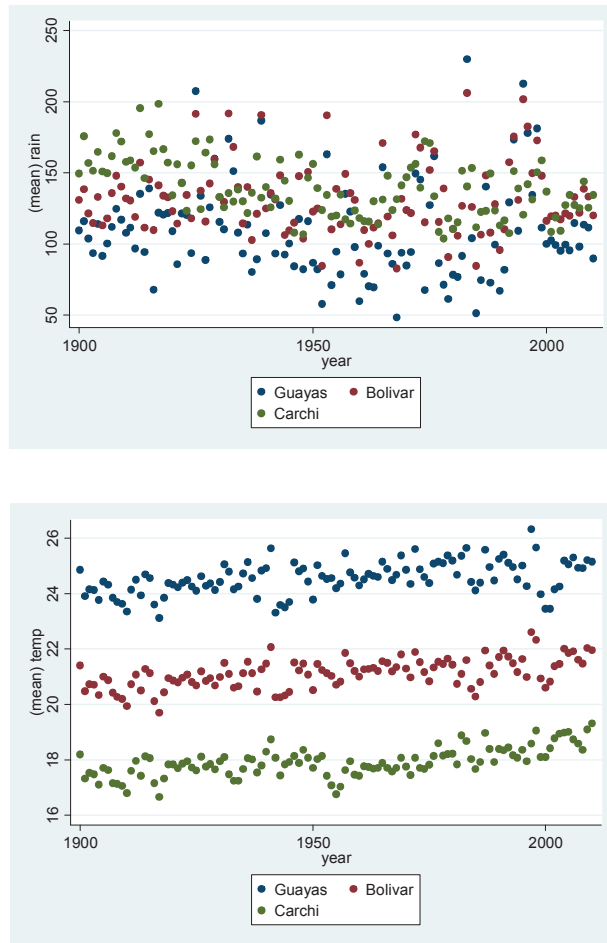 250
200
150
100
50
(mean) rain
1900
1950
2000
year
Guayas
Bolivar
Carchi
26
24
22
20
18
16
(mean) temp
1900
1950
2000
year
Guayas
Bolivar
Carchi